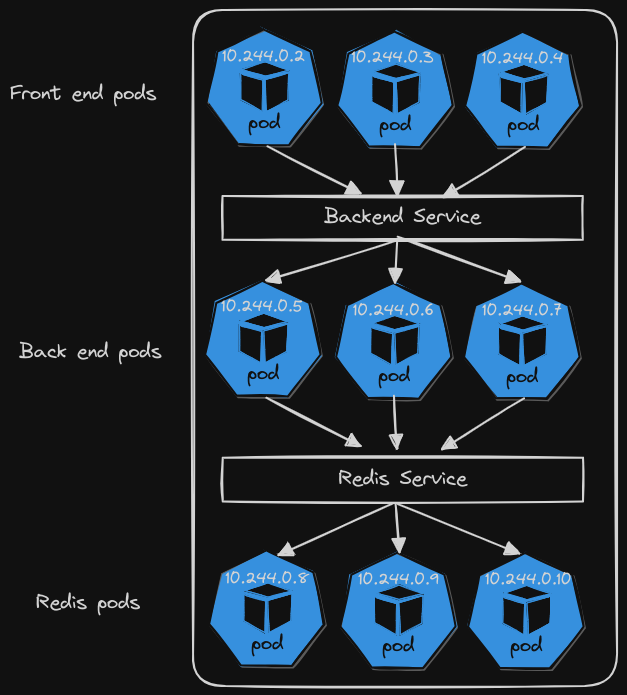 10.244.0.2 10.244.0.3 10.244.0.4
Front end pods
pod pod pod
Backend Service
10.244.0.5 10.244.0.6 10.244.0.7
Back end pods
pod pod pod
Redis Service
10.244.0.8 10.244.0.9 10.244.0.10
Redis pods
pod pod pod